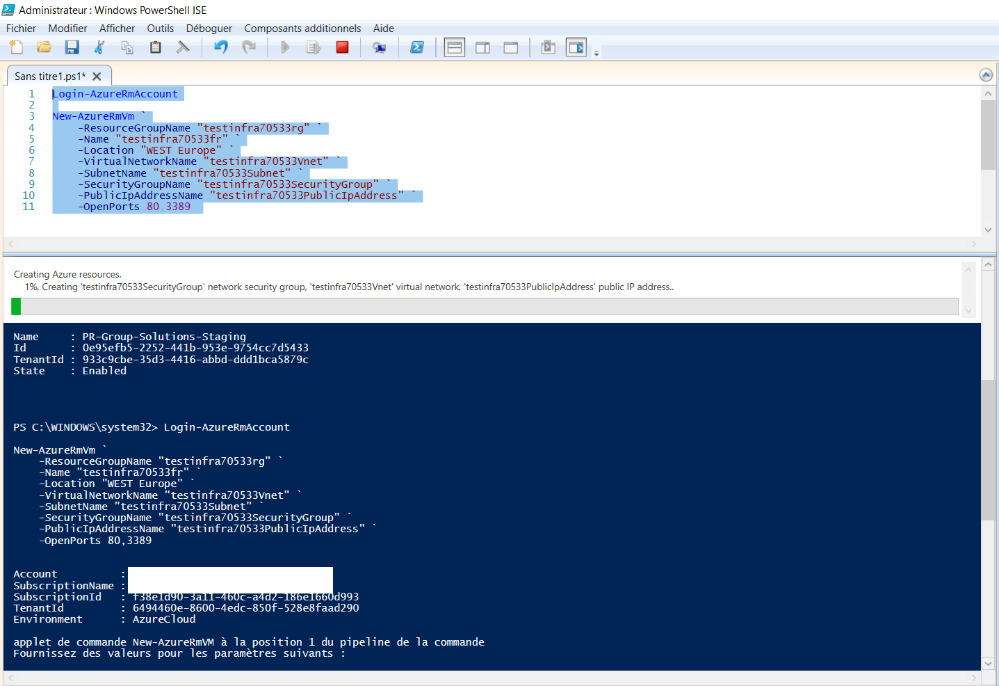 Administrateur : Windows PowerShell ISE
Fichier Modifier Afficher Outils Déboguer Composants additionnels Aide
Sans titre1.ps1*
1 Login-AzureRmAccount
2
3 New-AzureRmVm `
4 -ResourceGroupName "testinfra70533rg" `
5 -Name "testinfra70533fr" `
6 -Location "WEST Europe" `
7 -VirtualNetworkName "testinfra70533Vnet" `
8 -SubnetName "testinfra70533Subnet" `
9 -SecurityGroupName "testinfra70533SecurityGroup" `
10 -PublicIpAddressName "testinfra70533PublicIpAddress" `
11 -OpenPorts 80,3389
Creating Azure resources.
1%, Creating 'testinfra70533SecurityGroup' network security group, 'testinfra70533Vnet' virtual network, 'testinfra70533PublicIpAddress' public IP address..
Name : PR-Group-Solutions-Staging
Id : 0e95efb5-2252-441b-953e-9754cc7d5433
TenantId : 933c9cbe-35d3-4416-abbd-ddd1bca5879c
State : Enabled
PS C:\WINDOWS\system32> Login-AzureRmAccount
New-AzureRmVm `
-ResourceGroupName "testinfra70533rg" `
-Name "testinfra70533fr" `
-Location "WEST Europe" `
-VirtualNetworkName "testinfra70533Vnet" `
-SubnetName "testinfra70533Subnet" `
-SecurityGroupName "testinfra70533SecurityGroup" `
-PublicIpAddressName "testinfra70533PublicIpAddress" `
-OpenPorts 80,3389
Account :
SubscriptionName :
SubscriptionId : f38e1d90-3a11-460c-a4d2-186e1660d993
TenantId : 6494460e-8600-4edc-850f-528e8faad290
Environment : AzureCloud
applet de commande New-AzureRmVM à la position 1 du pipeline de la commande
Fournissez des valeurs pour les paramètres suivants :